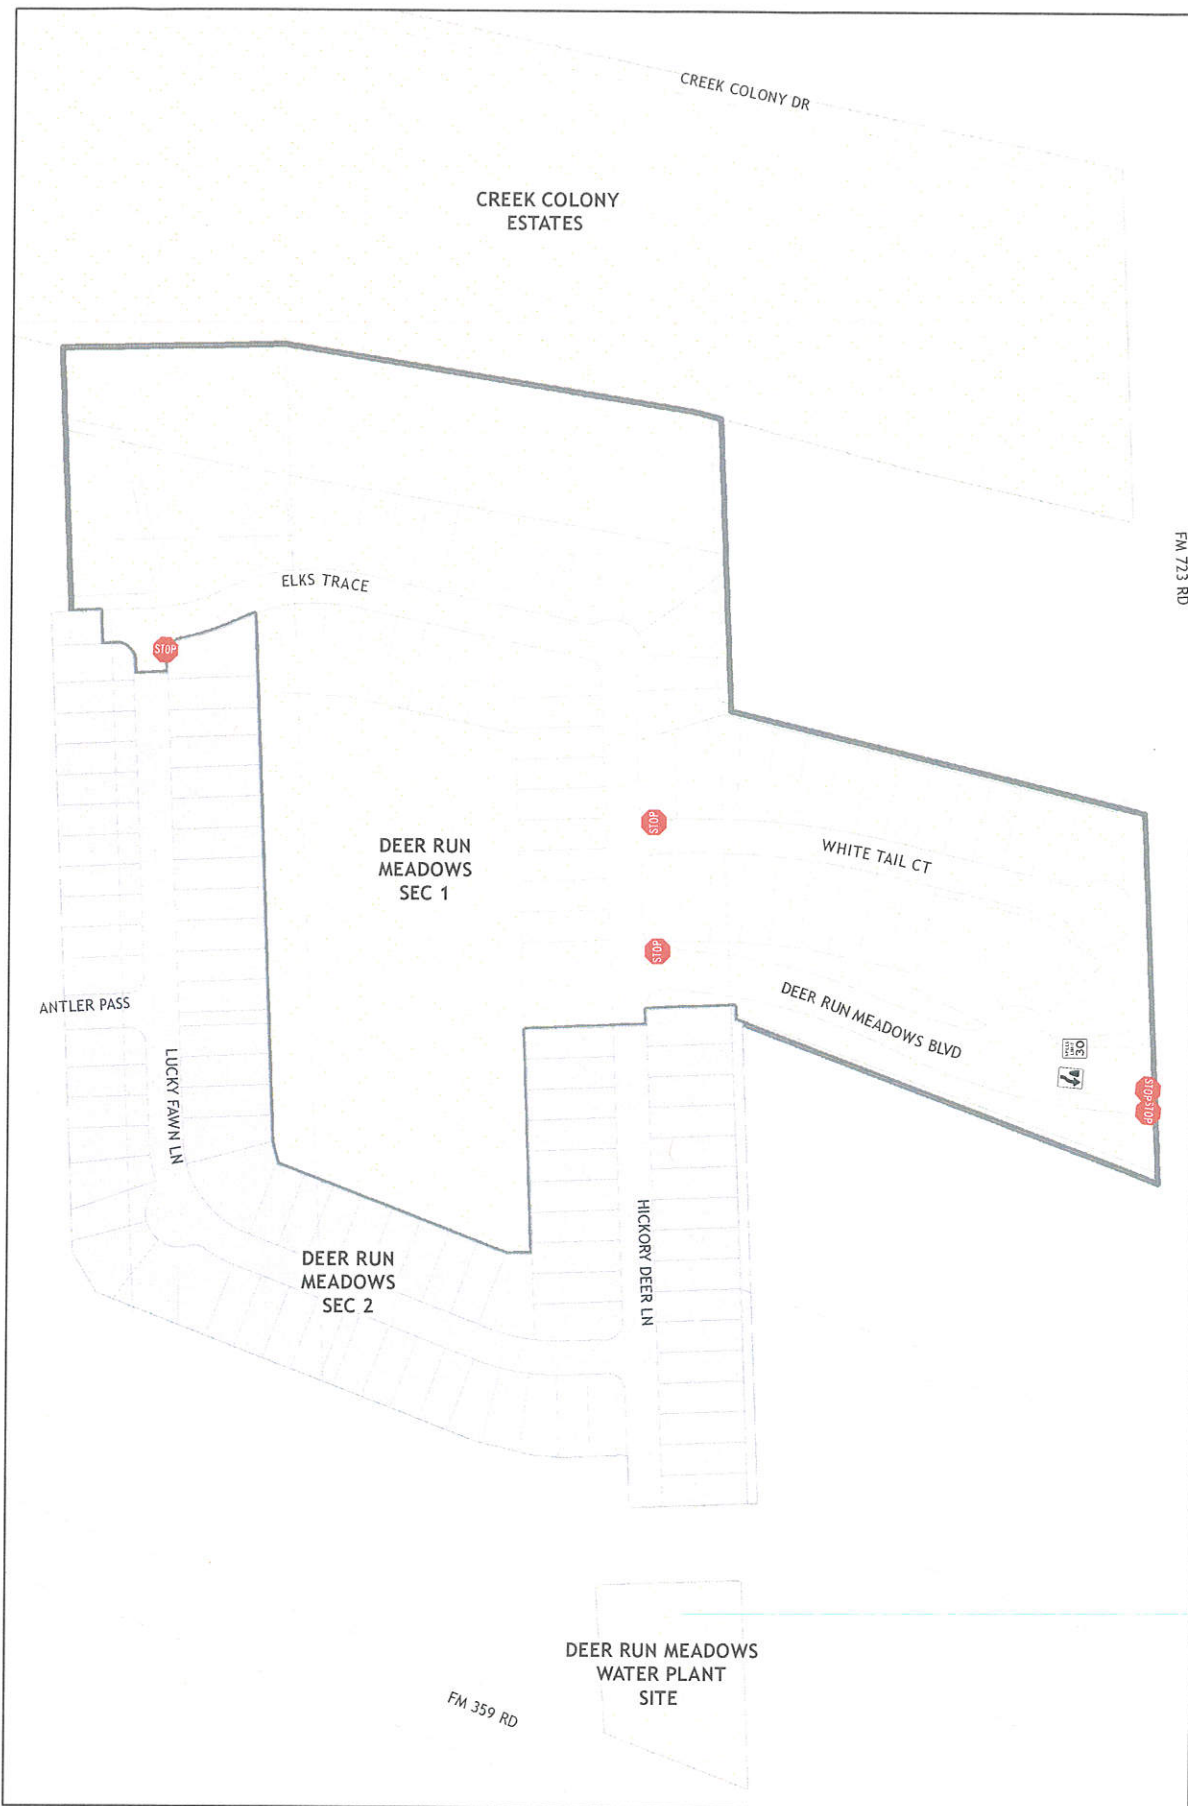 CREEK COLONY DR
CREEK COLONY
ESTATES
FM 723 RD
ELKS TRACE
STOP
STOP
DEER RUN
MEADOWS
SEC 1
WHITE TAIL CT
STOP
DEER RUN MEADOWS BLVD
ANTLER PASS
SPEED
LIMIT
30
STOP
STOP
LUCKY FAWN LN
HICKORY DEER LN
DEER RUN
MEADOWS
SEC 2
DEER RUN MEADOWS
WATER PLANT
SITE
FM 359 RD